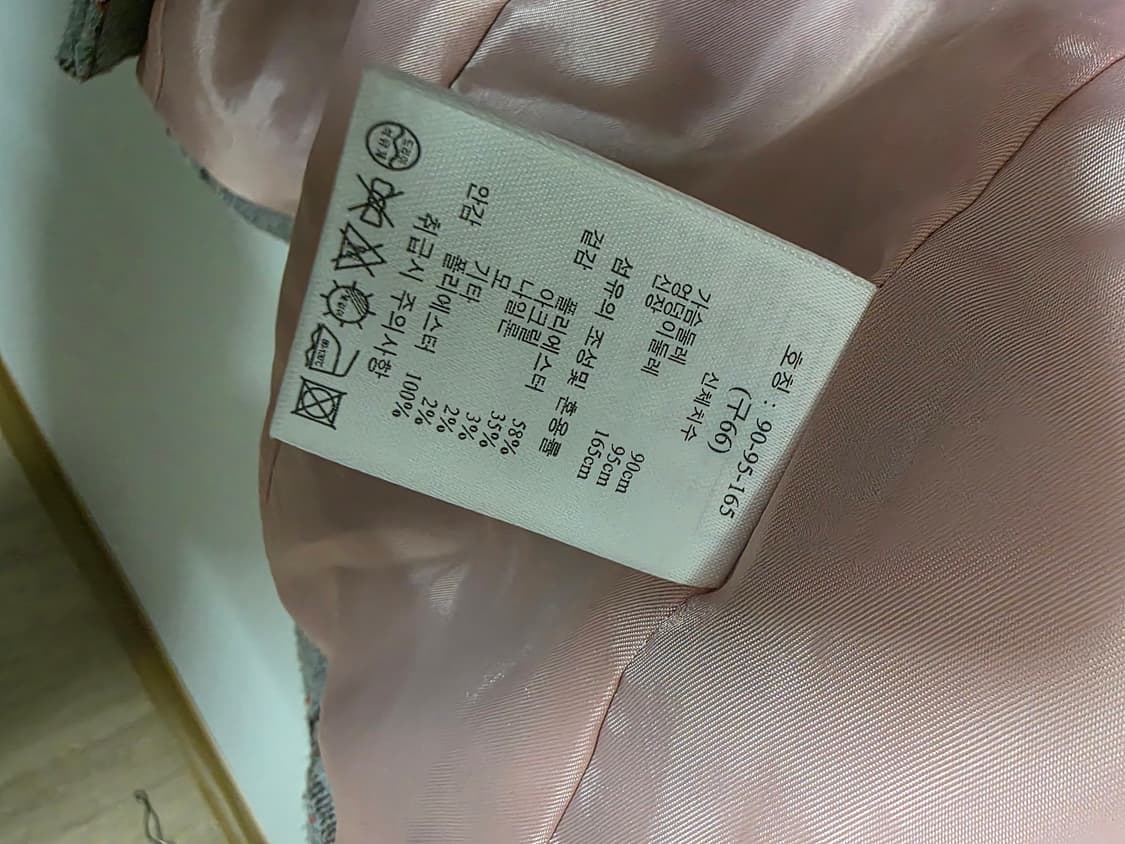 호칭 : 90-95-165
(구66)
신체치수
가슴둘레 90cm
엉덩이둘레 95cm
신장 165cm
섬유의 조성및 혼용율
겉감 폴리에스터 58%
아크릴 35%
나일론 3%
모 2%
기타 2%
안감 폴리에스터 100%
취급시 주의사항